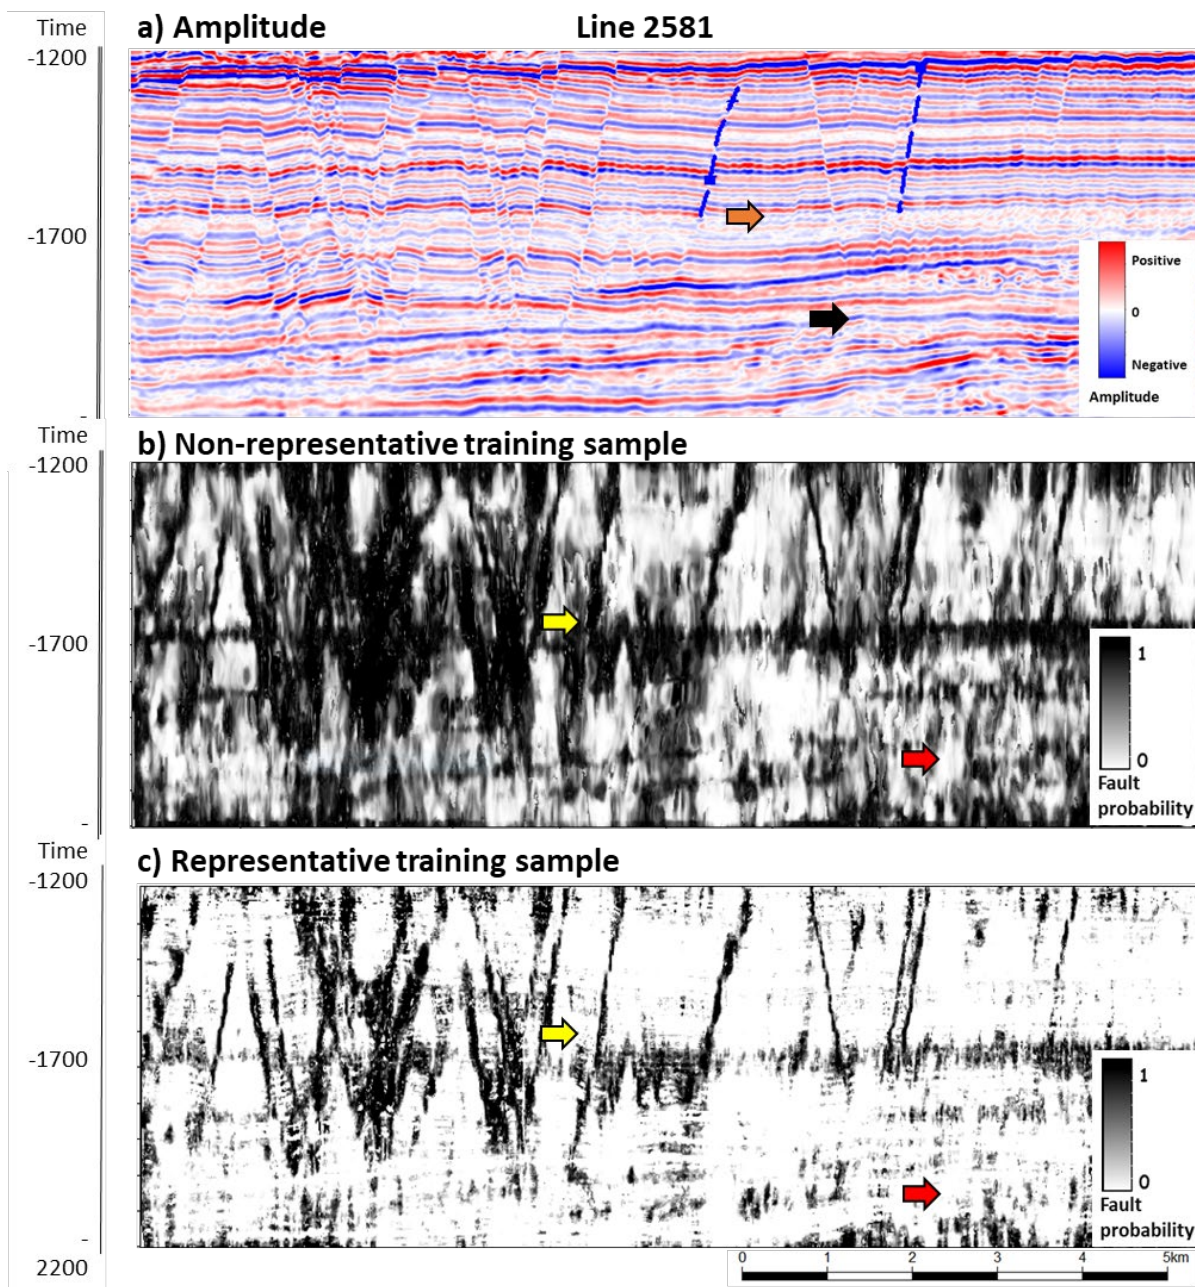 Time
a) Amplitude
Line 2581
-1200
-1700
Positive
0
Negative
Amplitude
-
Time
b) Non-representative training sample
-1200
-1700
1
0
Fault
probability
-
Time
c) Representative training sample
-1200
-1700
1
0
Fault
probability
-
2200
0 1 2 3 4 5km